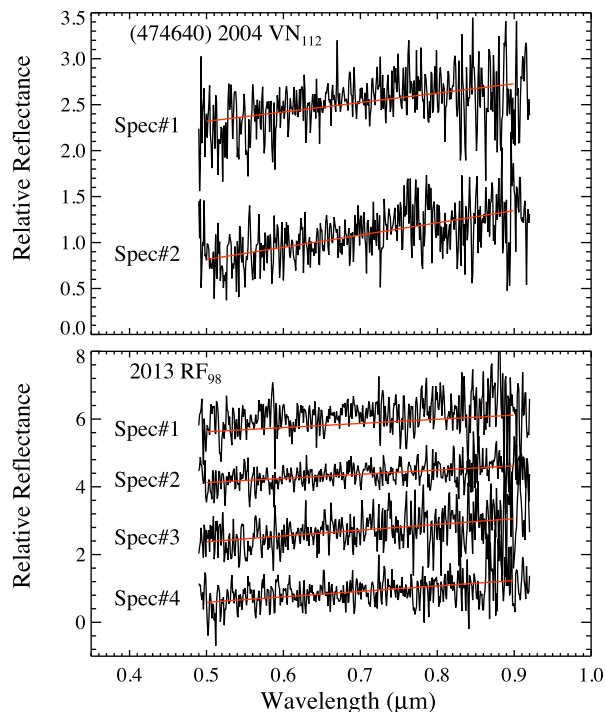 3.5
3.0
2.5
2.0
1.5
1.0
0.5
0.0
Relative Reflectance
(474640) 2004 VN112
Spec#1
Spec#2
8
6
4
2
0
Relative Reflectance
2013 RF98
Spec#1
Spec#2
Spec#3
Spec#4
0.4 0.5 0.6 0.7 0.8 0.9 1.0
Wavelength (μm)